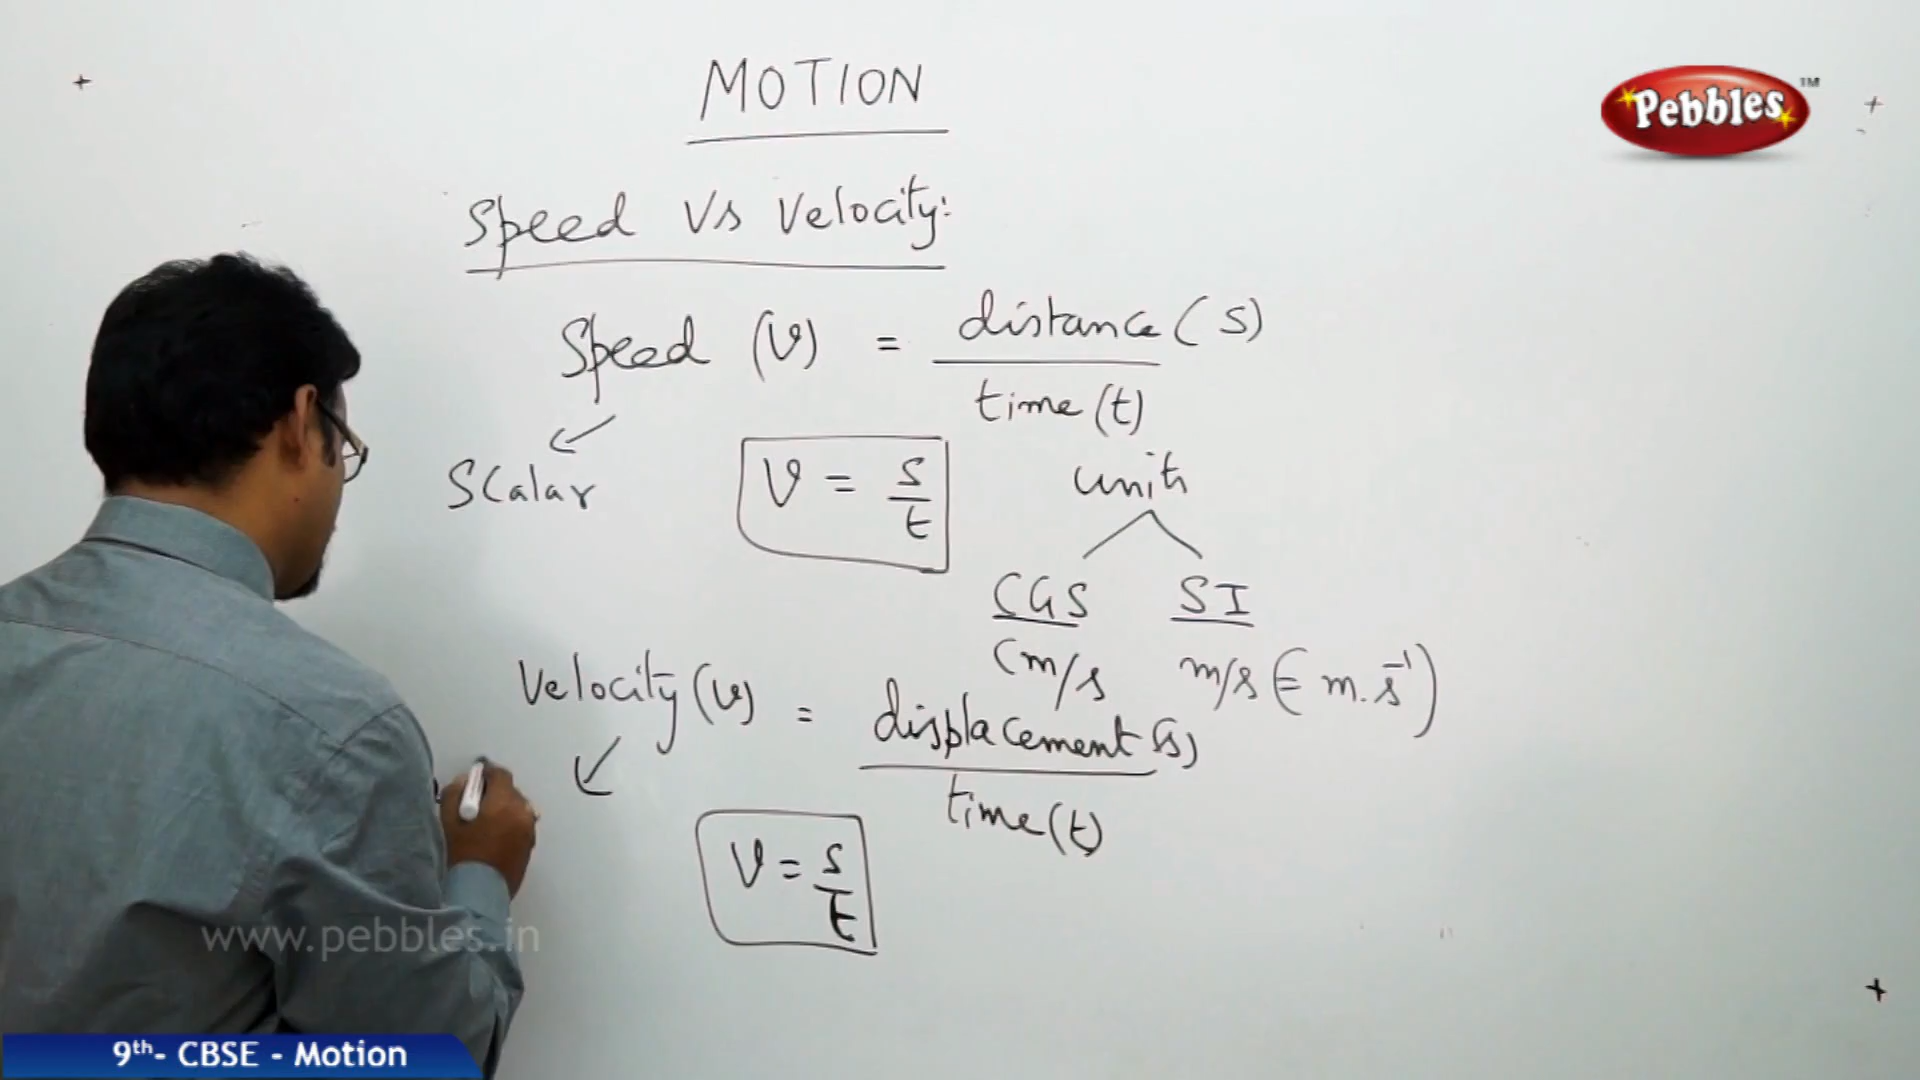 MOTION
Pebbles™
Speed Vs Velocity:
Speed (v) = distance (s)
time (t)
Scalar
v = s
t
unit
CGS SI
cm/s m/s (= m.s⁻¹)
Velocity (v) = displacement (s)
time (t)
v = s
t
www.pebbles.in
9th- CBSE - Motion